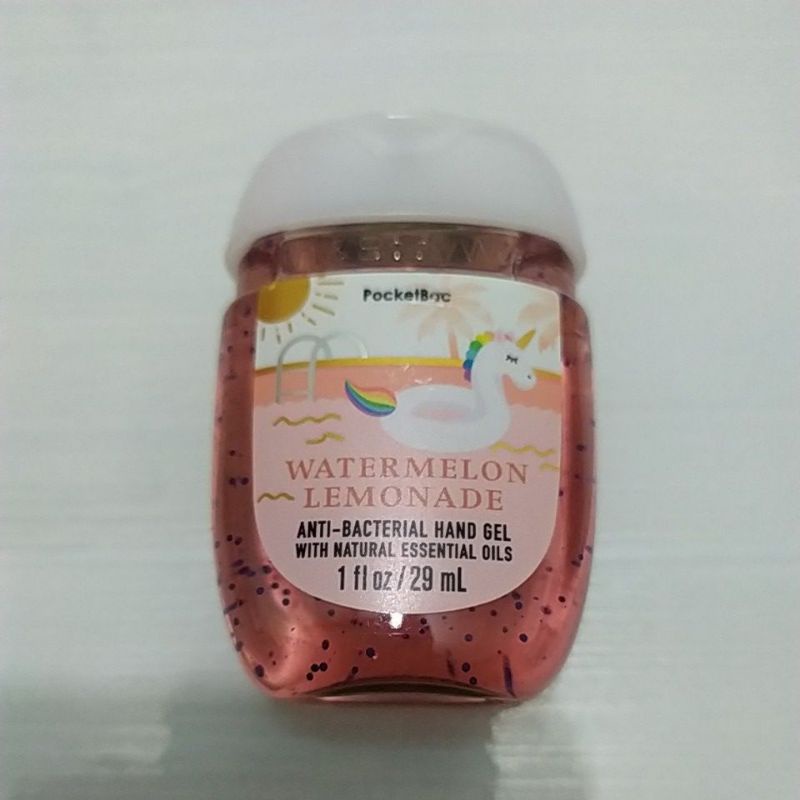 PocketBac
WATERMELON
LEMONADE
ANTI-BACTERIAL HAND GEL
WITH NATURAL ESSENTIAL OILS
1 fl oz / 29 mL